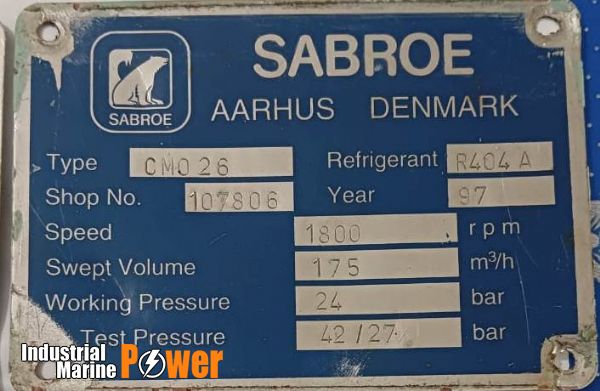 SABROE
SABROE
AARHUS DENMARK
Type CMO 26 Refrigerant R404 A
Shop No. 107806 Year 97
Speed 1800 rpm
Swept Volume 175 m³/h
Working Pressure 24 bar
Test Pressure 42/27 bar
Industrial Marine Power